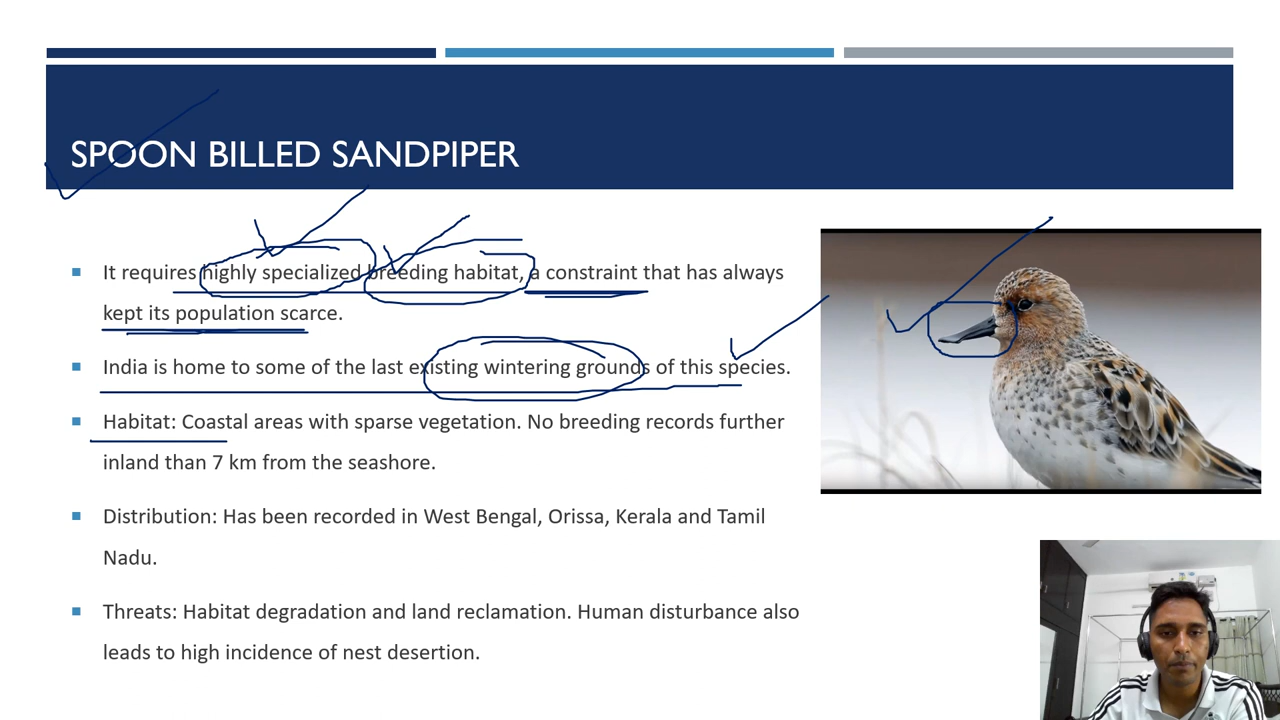 SPOON BILLED SANDPIPER
It requires highly specialized breeding habitat, a constraint that has always
kept its population scarce.
India is home to some of the last existing wintering grounds of this species.
Habitat: Coastal areas with sparse vegetation. No breeding records further
inland than 7 km from the seashore.
Distribution: Has been recorded in West Bengal, Orissa, Kerala and Tamil
Nadu.
Threats: Habitat degradation and land reclamation. Human disturbance also
leads to high incidence of nest desertion.